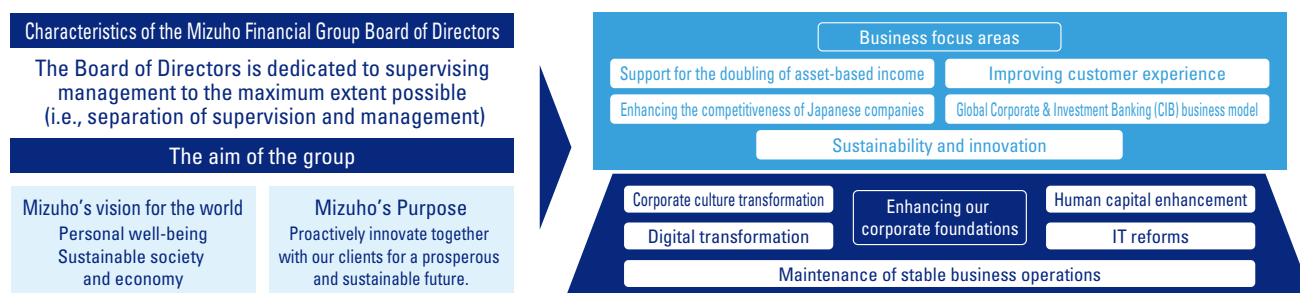 Characteristics of the Mizuho Financial Group Board of Directors
The Board of Directors is dedicated to supervising
management to the maximum extent possible
(i.e., separation of supervision and management)
The aim of the group
Mizuho's vision for the world
Personal well-being
Sustainable society
and economy
Mizuho's Purpose
Proactively innovate together
with our clients for a prosperous
and sustainable future.
Business focus areas
Support for the doubling of asset-based income
Improving customer experience
Enhancing the competitiveness of Japanese companies
Global Corporate & Investment Banking (CIB) business model
Sustainability and innovation
Corporate culture transformation
Digital transformation
Enhancing our
corporate foundations
Human capital enhancement
IT reforms
Maintenance of stable business operations